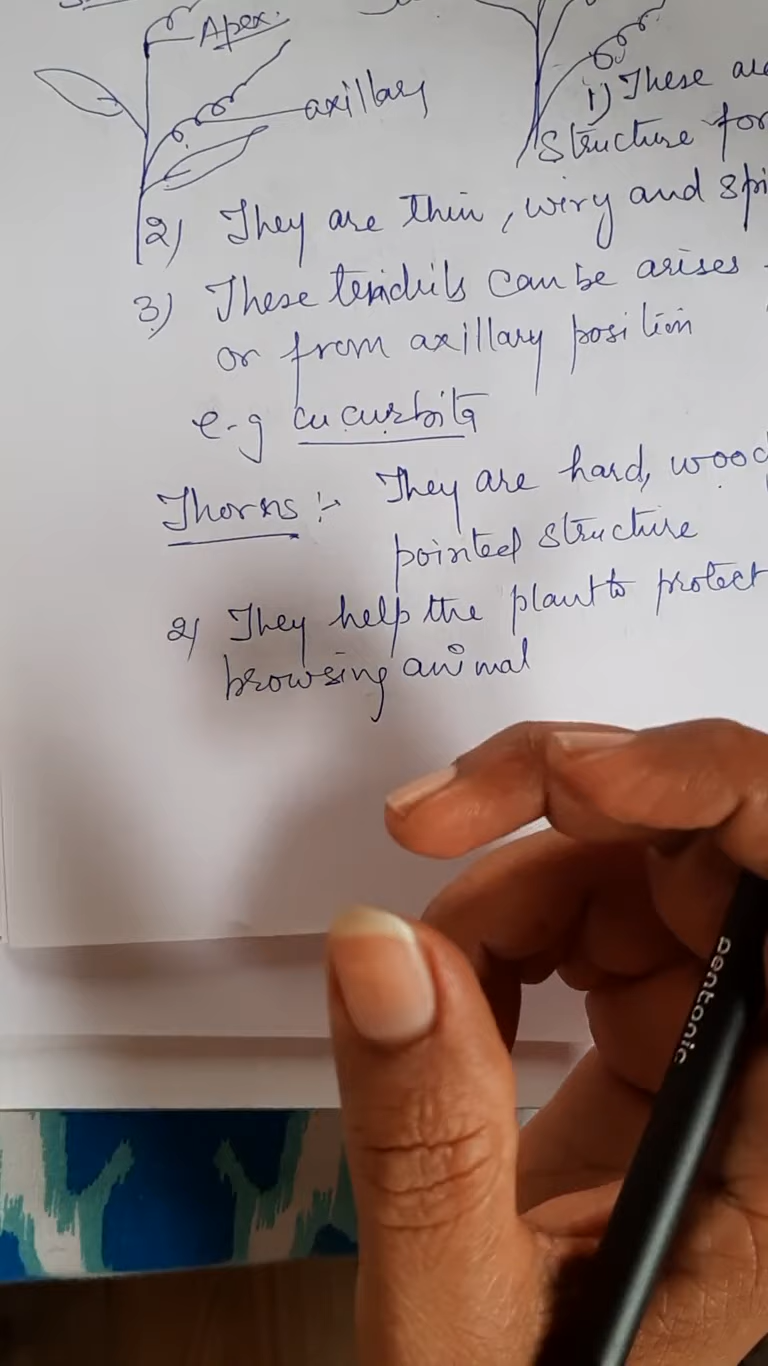 Apex.
axillary
1) These are
structure for
2) They are thin, wiry and spi
3) These tendrils can be arises
or from axillary position
e.g cucurbita
Thorns :- They are hard, wood
pointed structure
2) They help the plant to protect
browsing animal
pentonic